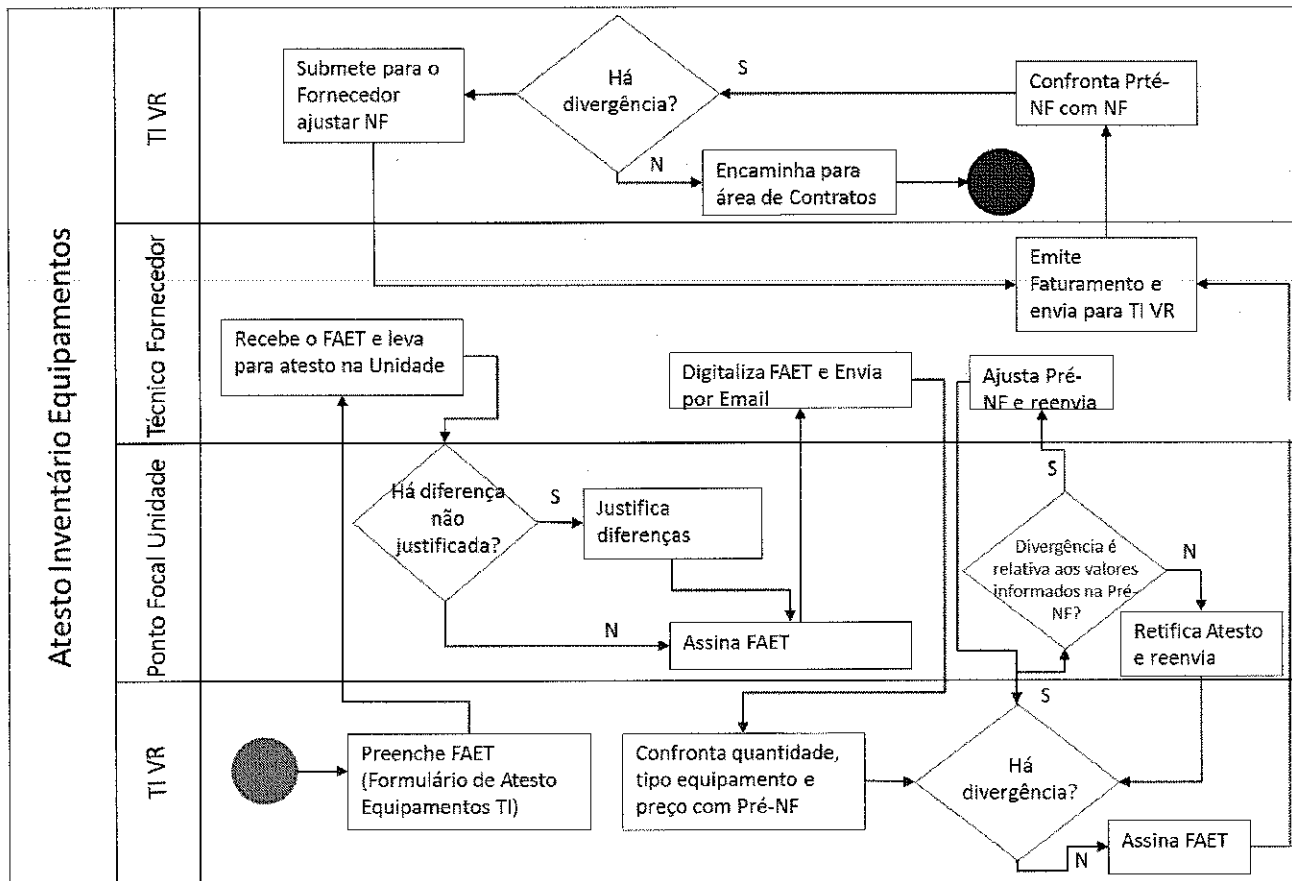 Atesto Inventário Equipamentos
TI VR
Submete para o
Fornecedor
ajustar NF
Há
divergência?
S
Confronta Prté-
NF com NF
N
Encaminha para
área de Contratos
Técnico Fornecedor
Emite
Faturamento e
envia para TI VR
Recebe o FAET e leva
para atesto na Unidade
Digitaliza FAET e Envia
por Email
Ajusta Pré-
NF e reenvia
Ponto Focal Unidade
Há diferença
não
justificada?
S
Justifica
diferenças
N
Assina FAET
S
Divergência é
relativa aos valores
informados na Pré-
NF?
N
Retifica Atesto
e reenvia
TI VR
Preenche FAET
(Formulário de Atesto
Equipamentos TI)
Confronta quantidade,
tipo equipamento e
preço com Pré-NF
S
Há
divergência?
N
Assina FAET